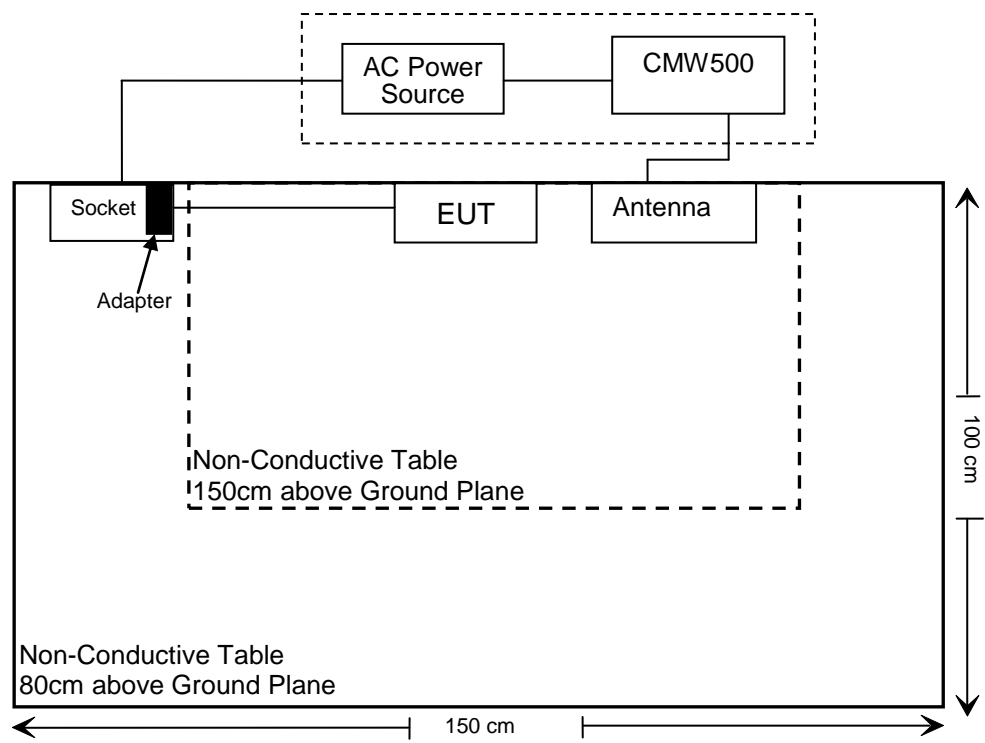 AC Power
Source
CMW500
Socket
EUT
Antenna
Adapter
100 cm
Non-Conductive Table
150cm above Ground Plane
Non-Conductive Table
80cm above Ground Plane
150 cm